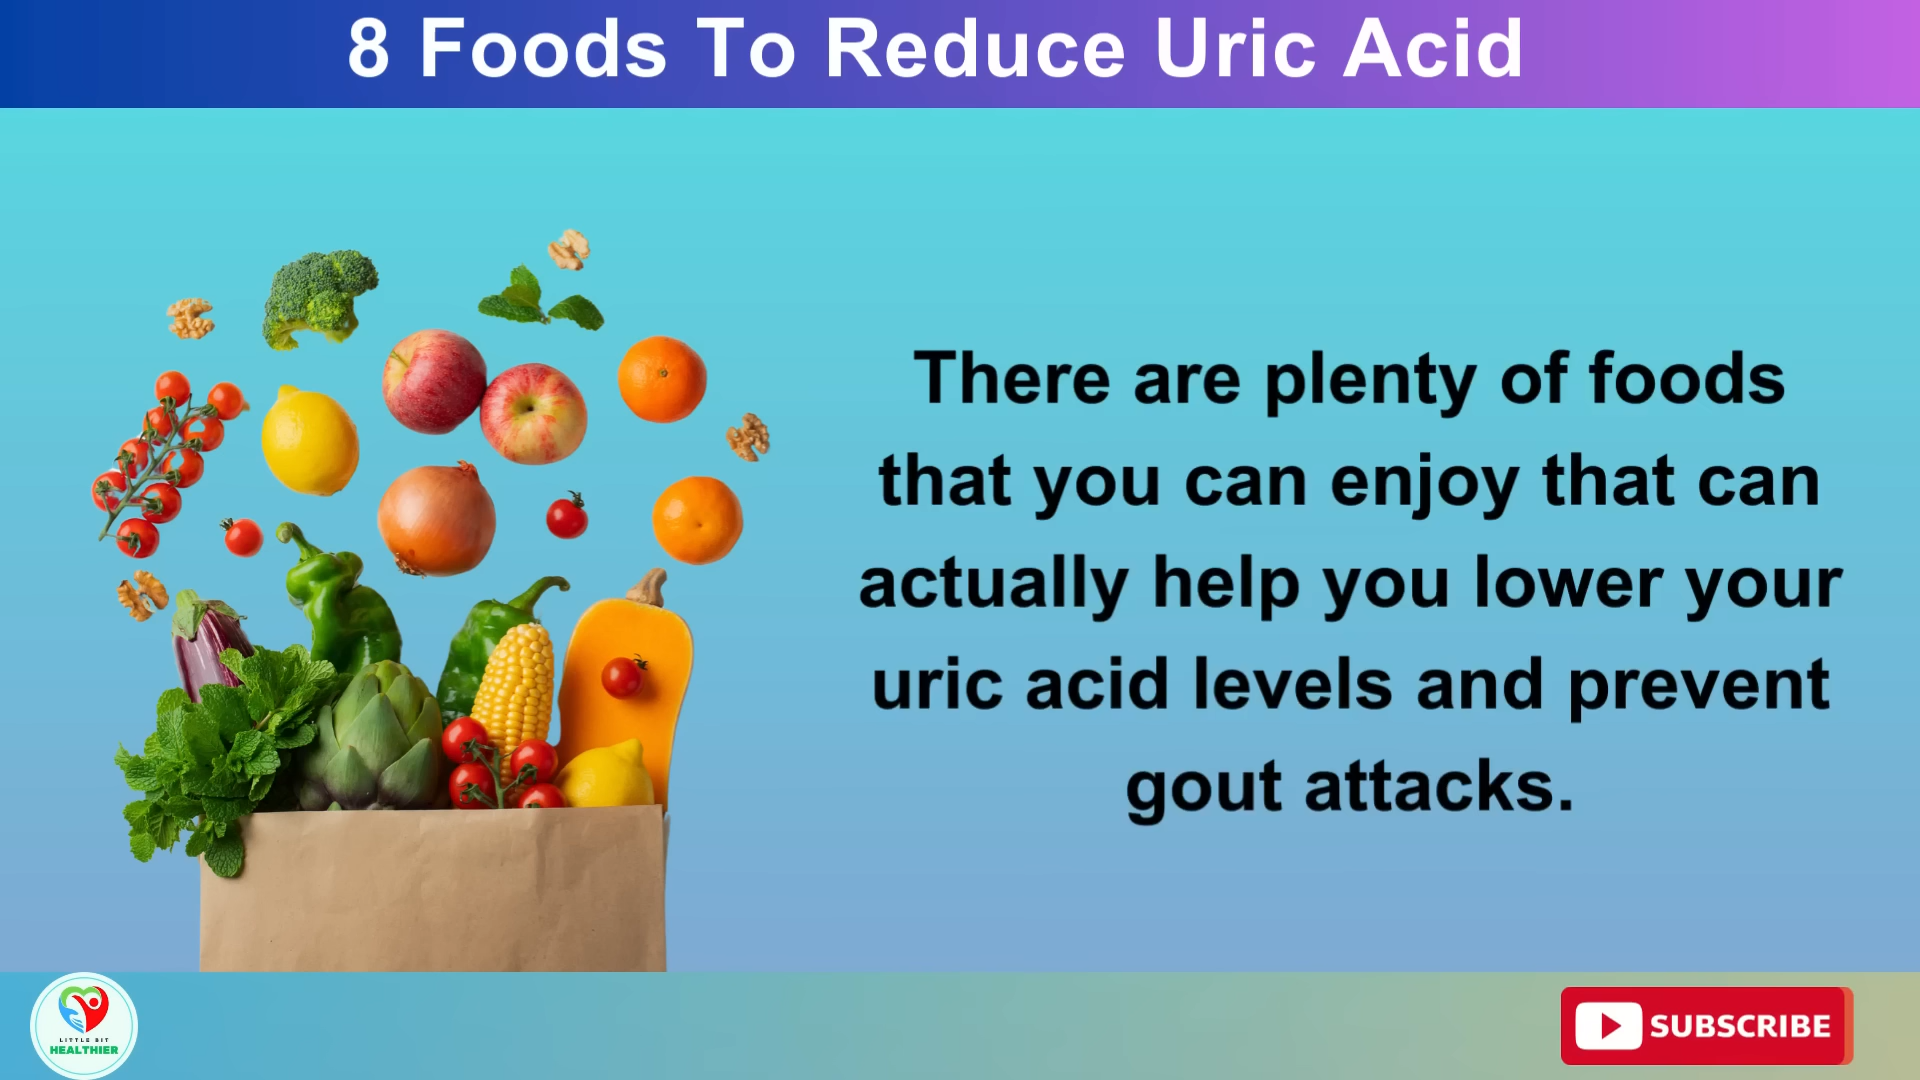 8 Foods To Reduce Uric Acid
There are plenty of foods
that you can enjoy that can
actually help you lower your
uric acid levels and prevent
gout attacks.
LITTLE BIT
HEALTHIER
SUBSCRIBE